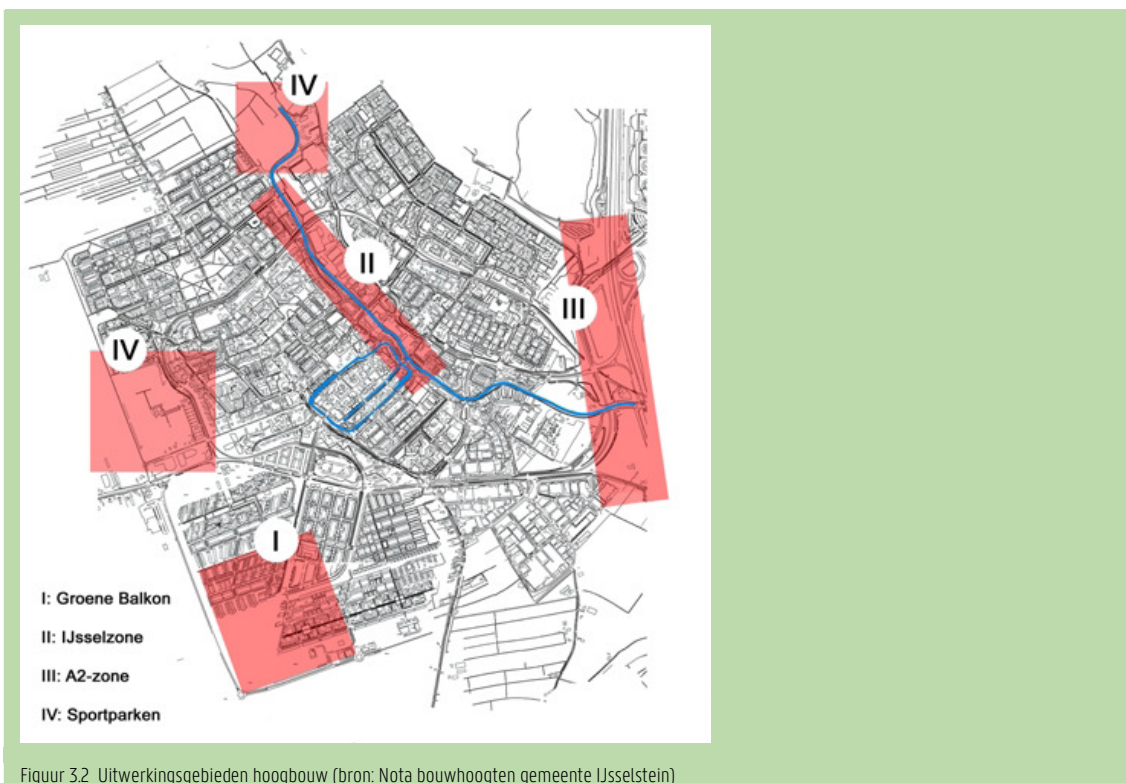 IV
II
III
IV
I
I: Groene Balkon
II: IJsselzone
III: A2-zone
IV: Sportparken
Figuur 3.2 Uitwerkingsgebieden hoogbouw (bron: Nota bouwhoogten gemeente IJsselstein)